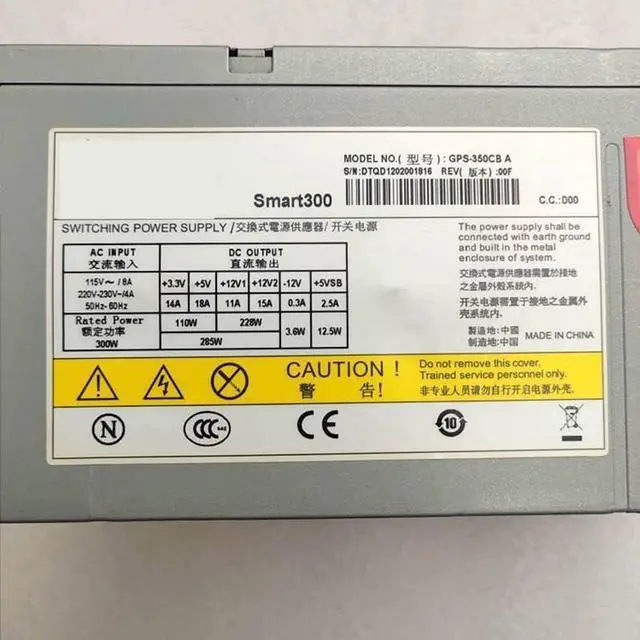 MODEL NO.(型号): GPS-350CB A
S/N:DTQD1202001816 REV(版本):00F
Smart300
C.C.:D00
SWITCHING POWER SUPPLY /交換式電源供應器/开关电源
The power supply shall be
connected with earth ground
and built in the metal
enclosure of system.
AC INPUT DC OUTPUT
交流输入 直流输出
115V～/8A +3.3V +5V +12V1 +12V2 -12V +5VSB
220V-230V~/4A
50Hz-60Hz 14A 18A 11A 15A 0.3A 2.5A
Rated Power 110W 228W 3.6W 12.5W
额定功率
300W 285W
交換式電源供應器需置於接地
之金屬外殼系統內.
开关电源需置于接地之金属外
壳系统内.
製造地:中國
制造地:中国 MADE IN CHINA
CAUTION !
警 告!
Do not remove this cover.
Trained service personnel only.
非专业人员请勿自行开启电源外壳.
N CCC CE 10